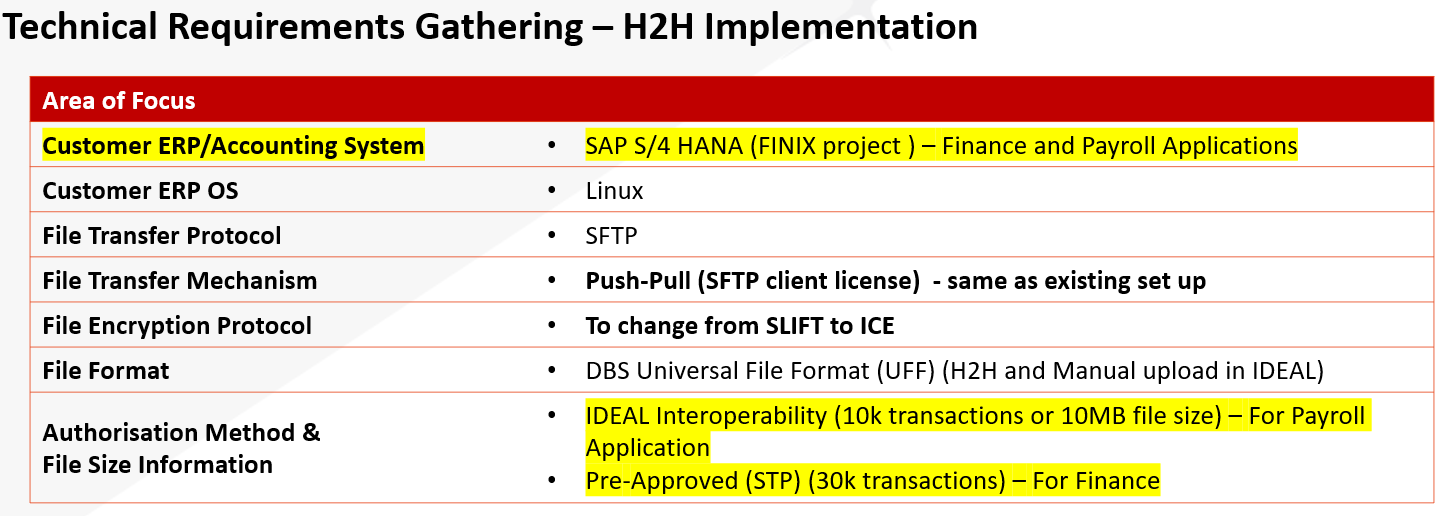 Technical Requirements Gathering – H2H Implementation
Area of Focus
Customer ERP/Accounting System • SAP S/4 HANA (FINIX project ) – Finance and Payroll Applications
Customer ERP OS • Linux
File Transfer Protocol • SFTP
File Transfer Mechanism • Push-Pull (SFTP client license)  - same as existing set up
File Encryption Protocol • To change from SLIFT to ICE
File Format • DBS Universal File Format (UFF) (H2H and Manual upload in IDEAL)
Authorisation Method &
File Size Information
• IDEAL Interoperability (10k transactions or 10MB file size) – For Payroll
Application
• Pre-Approved (STP) (30k transactions) – For Finance